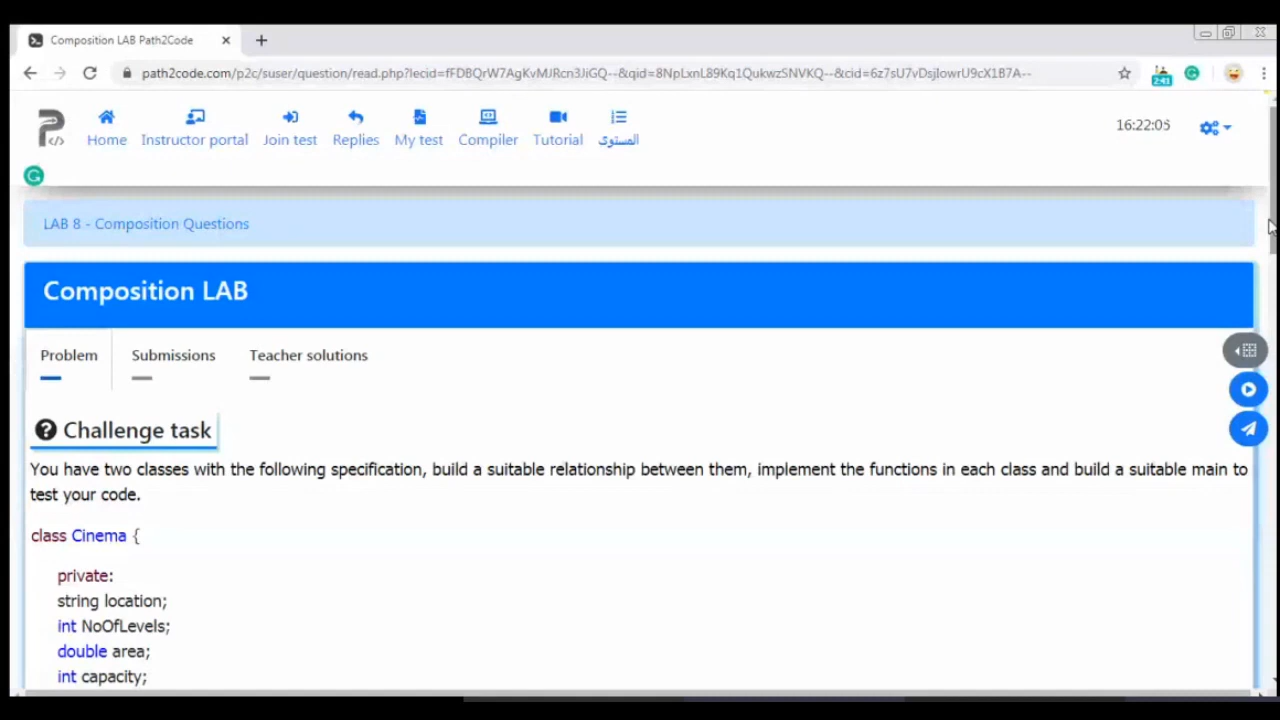 Composition LAB Path2Code
path2code.com/p2c/suser/question/read.php?lecid=fFDBQrW7AgKvMJRcn3JiGQ--&qid=8NpLxnL89Kq1QukwzSNVKQ--&cid=6z7sU7vDsjIowrU9cX1B7A--
2:41
Home Instructor portal Join test Replies My test Compiler Tutorial المستوى
16:22:05
LAB 8 - Composition Questions
Composition LAB
Problem Submissions Teacher solutions
Challenge task
You have two classes with the following specification, build a suitable relationship between them, implement the functions in each class and build a suitable main to
test your code.
class Cinema {
private:
string location;
int NoOfLevels;
double area;
int capacity;